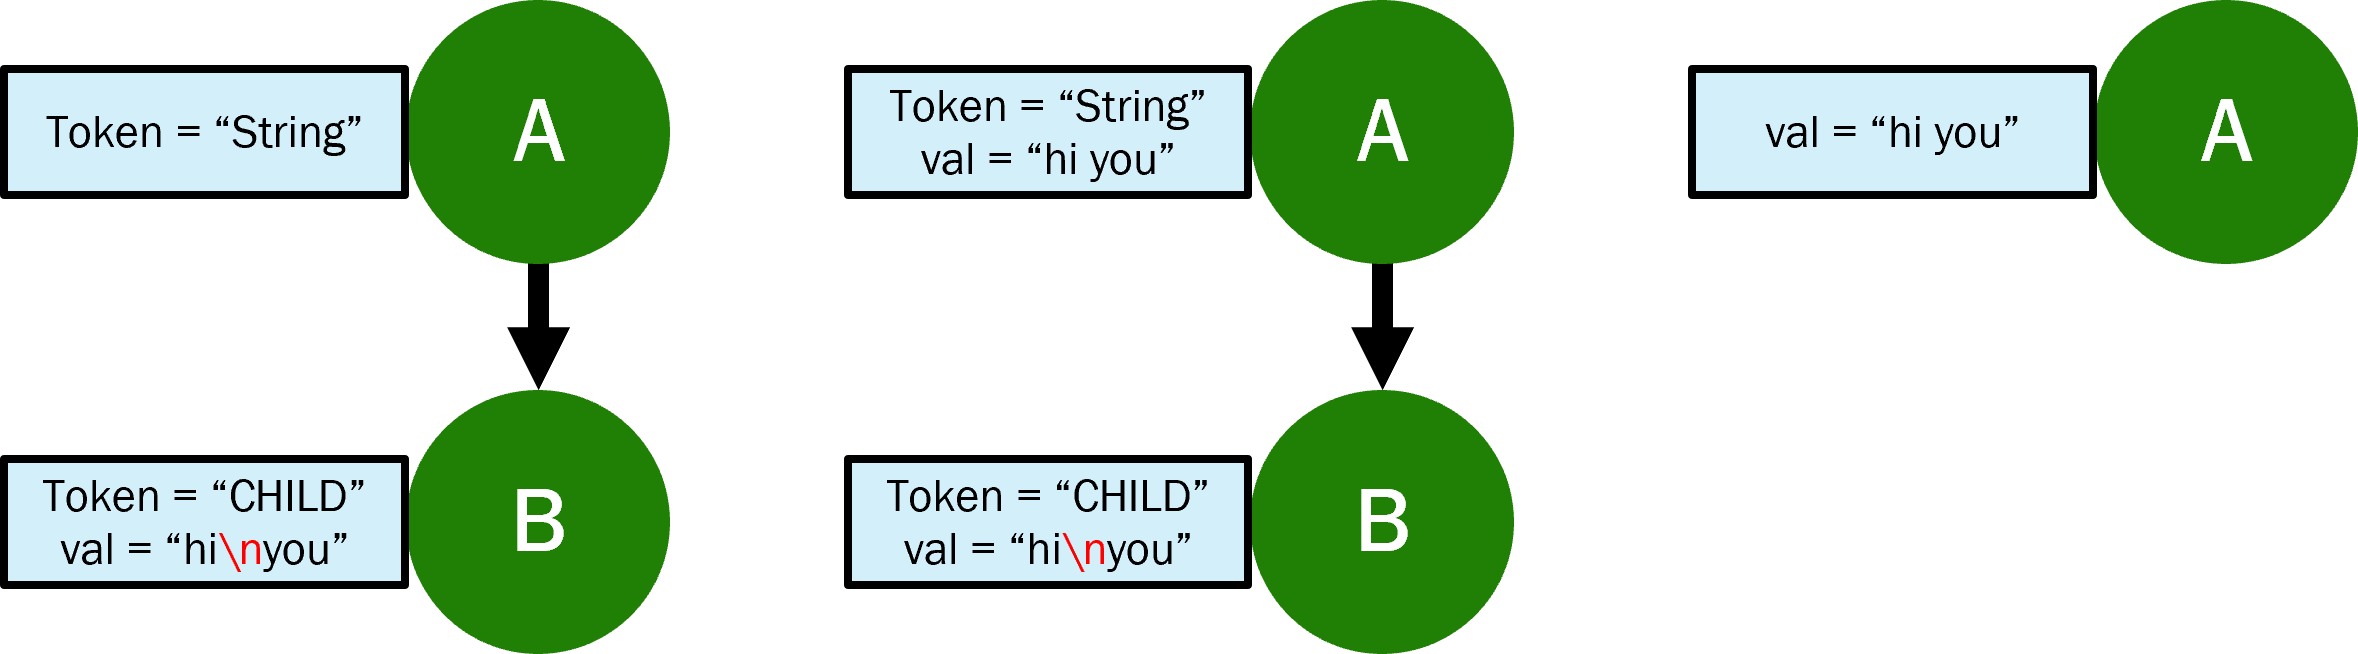 Token = “String”
A
Token = “String”
val = “hi you”
A
val = “hi you”
A
Token = “CHILD”
val = “hi\nyou”
B
Token = “CHILD”
val = “hi\nyou”
B